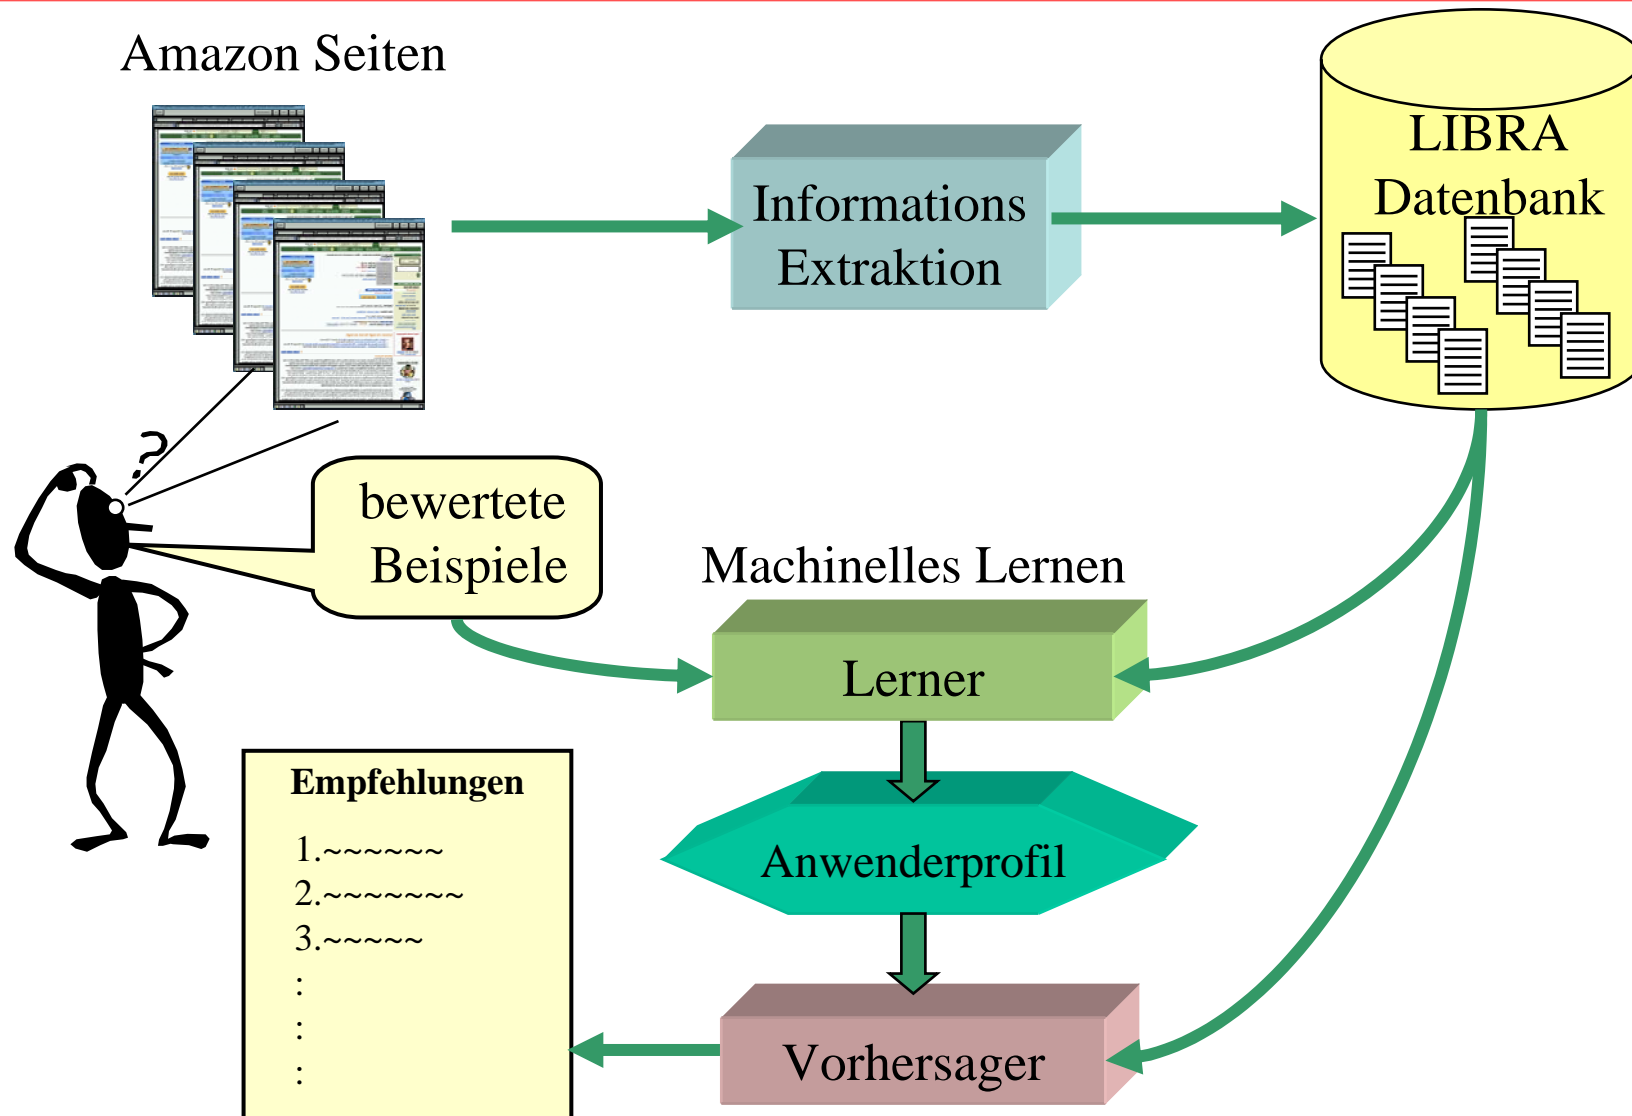 Amazon Seiten
Informations
Extraktion
LIBRA
Datenbank
?
bewertete
Beispiele
Machinelles Lernen
Lerner
Anwenderprofil
Vorhersager
Empfehlungen
1.~~~~~~
2.~~~~~~~
3.~~~~~
:
:
: